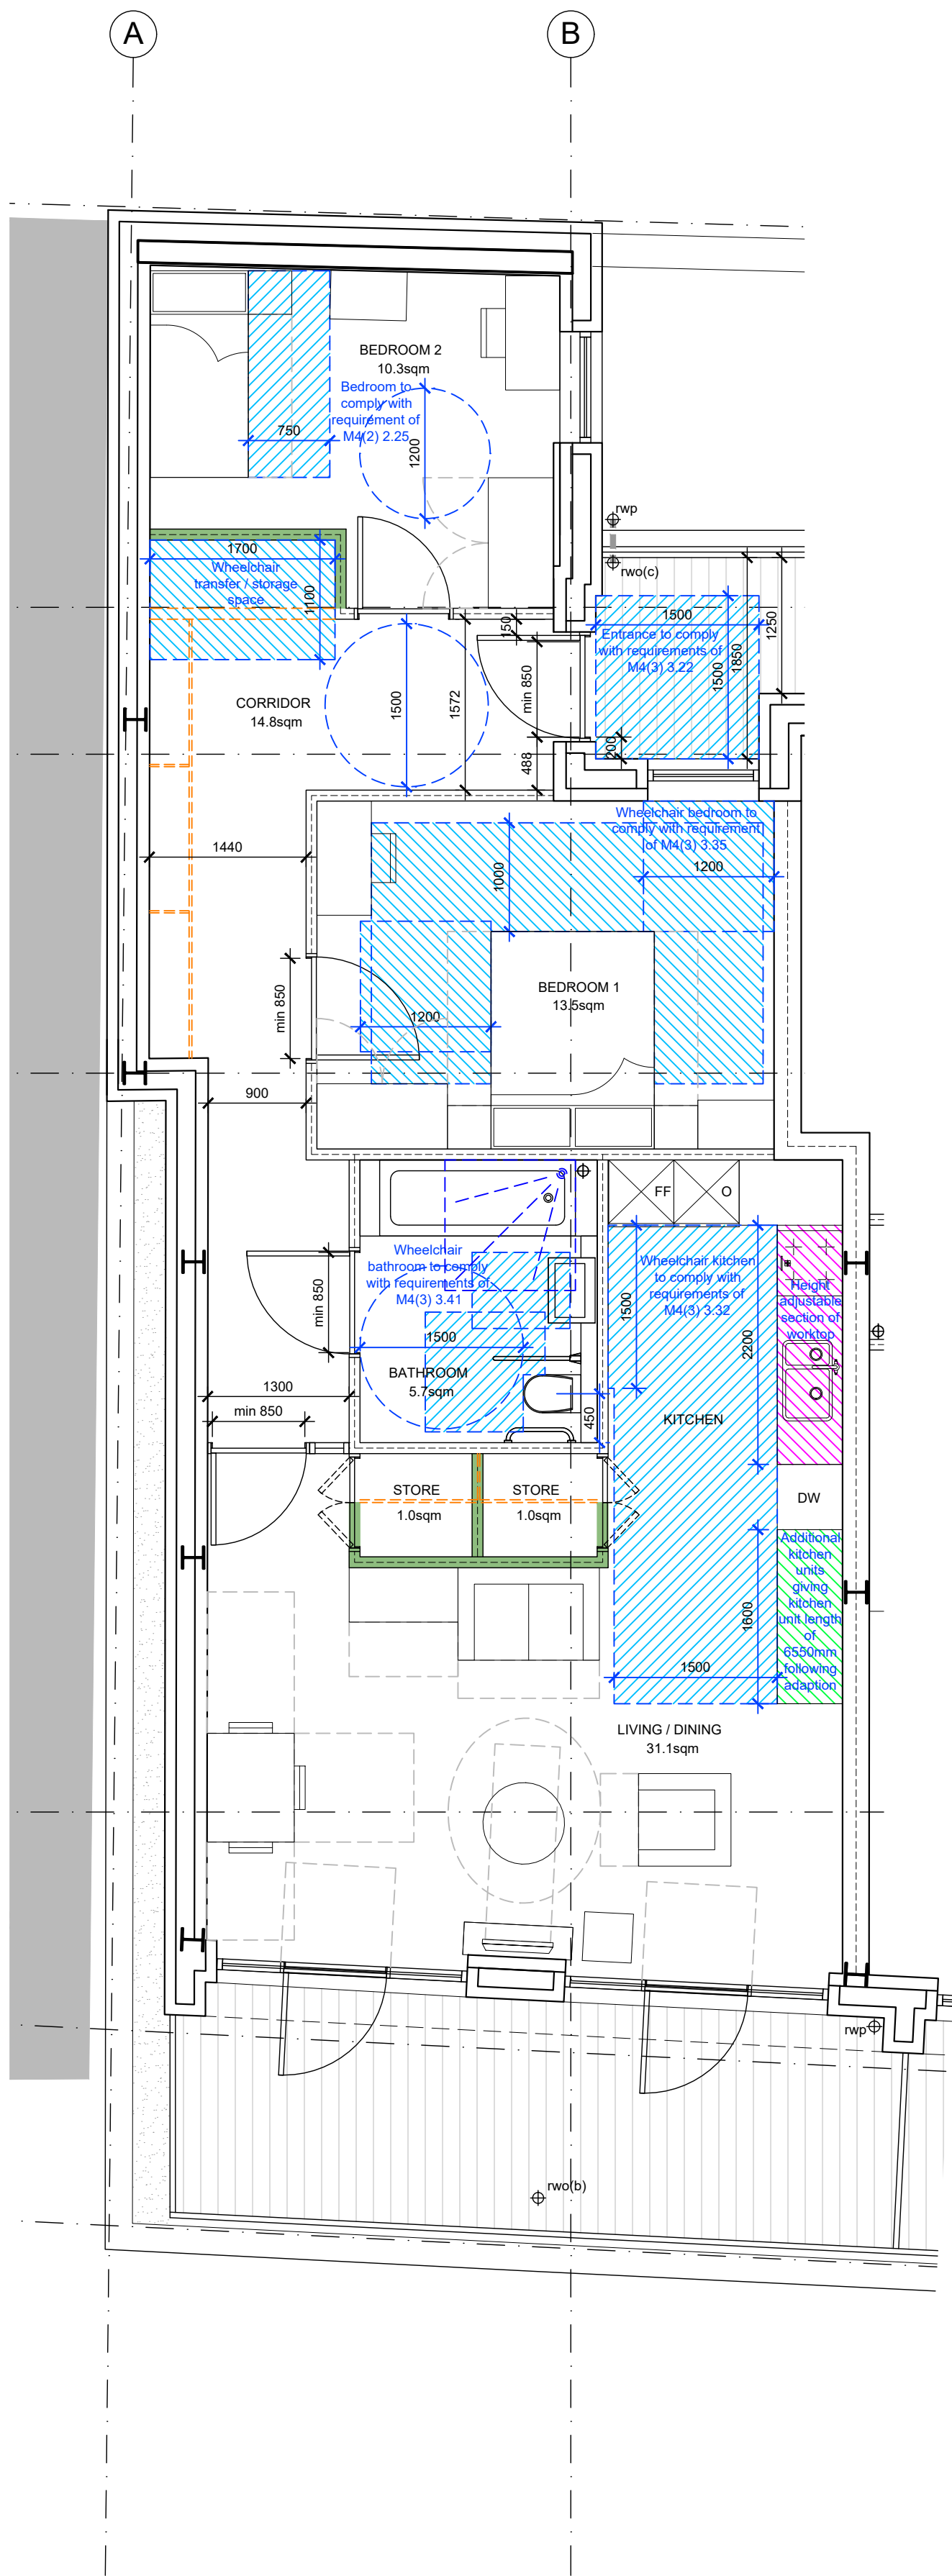 A
B
BEDROOM 2
10.3sqm
Bedroom to
comply with
requirement of
M4(2) 2.25
750
1200
rwp
rwo(c)
1700
Wheelchair
transfer / storage
space
1100
150
1500
Entrance to comply
with requirements of
M4(3) 3.22
1500
1850
1250
CORRIDOR
14.8sqm
1500
1572
min 850
488
200
Wheelchair bedroom to
comply with requirement
of M4(3) 3.35
1440
1000
1200
min 850
BEDROOM 1
13.5sqm
1200
900
FF
O
Wheelchair
bathroom to comply
with requirements of
M4(3) 3.41
min 850
1500
BATHROOM
5.7sqm
450
Wheelchair kitchen
to comply with
requirements of
M4(3) 3.32
1500
2200
Height
adjustable
section of
worktop
1300
min 850
KITCHEN
STORE
1.0sqm
STORE
1.0sqm
DW
Additional
kitchen
units
giving
kitchen
unit length
of
6550mm
following
adaption
1600
1500
LIVING / DINING
31.1sqm
rwp
rwo(b)